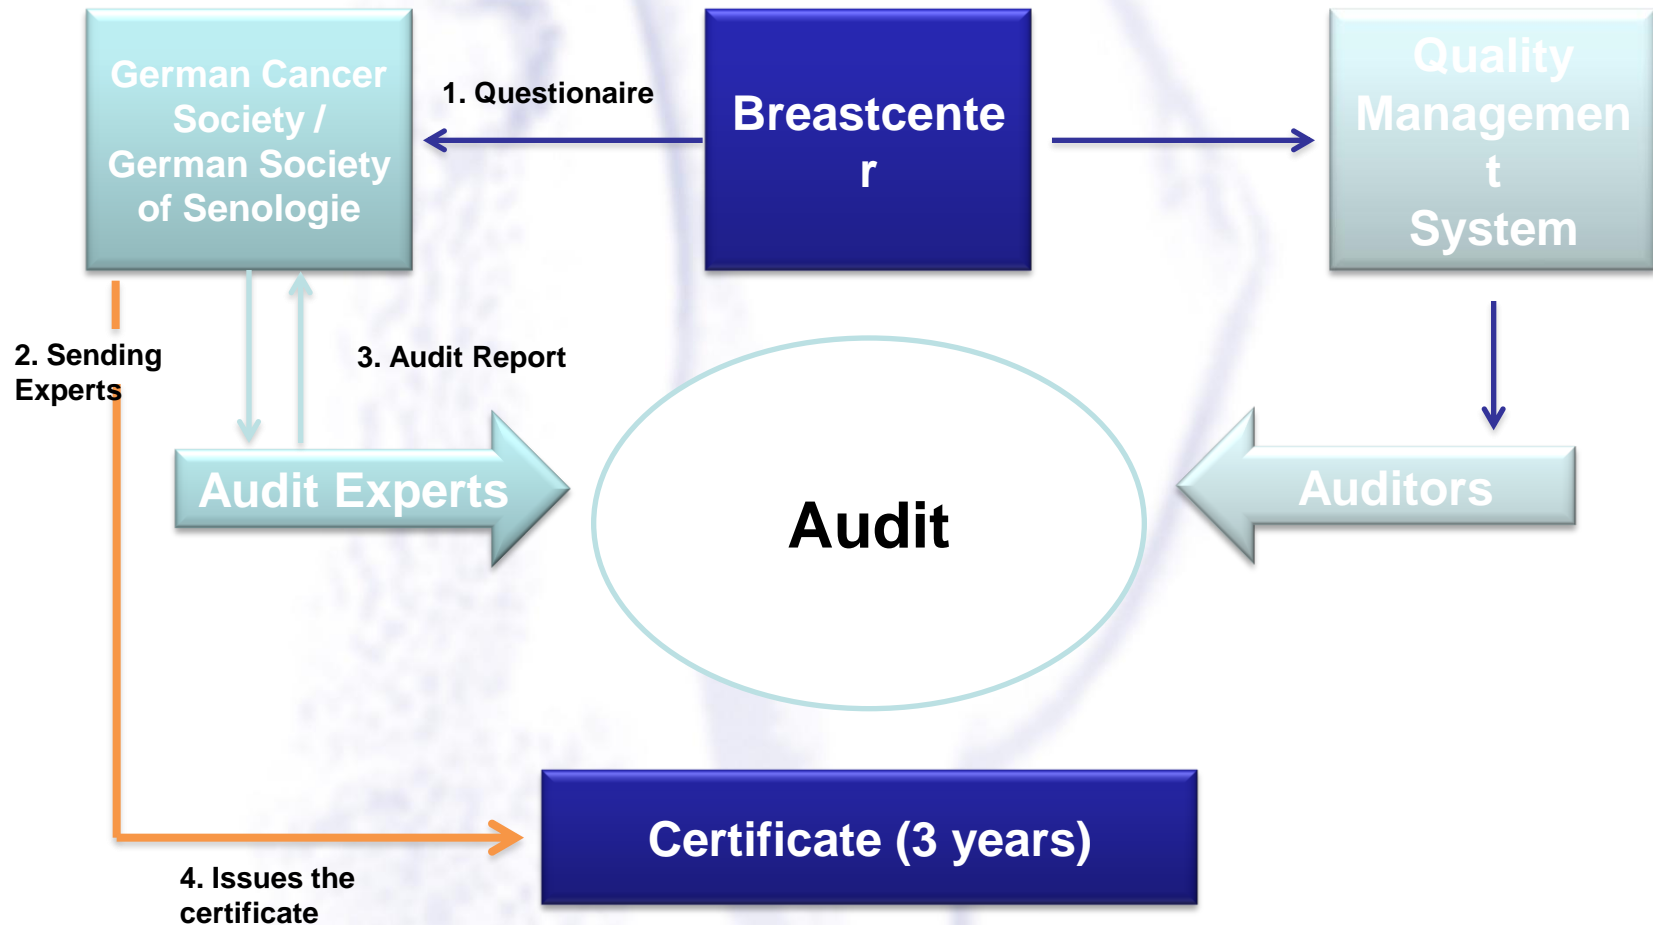 German Cancer
Society /
German Society
of Senologie
1. Questionaire
Breastcente
r
Quality
Managemen
t
System
2. Sending
Experts
3. Audit Report
Audit Experts
Audit
Auditors
Certificate (3 years)
4. Issues the
certificate